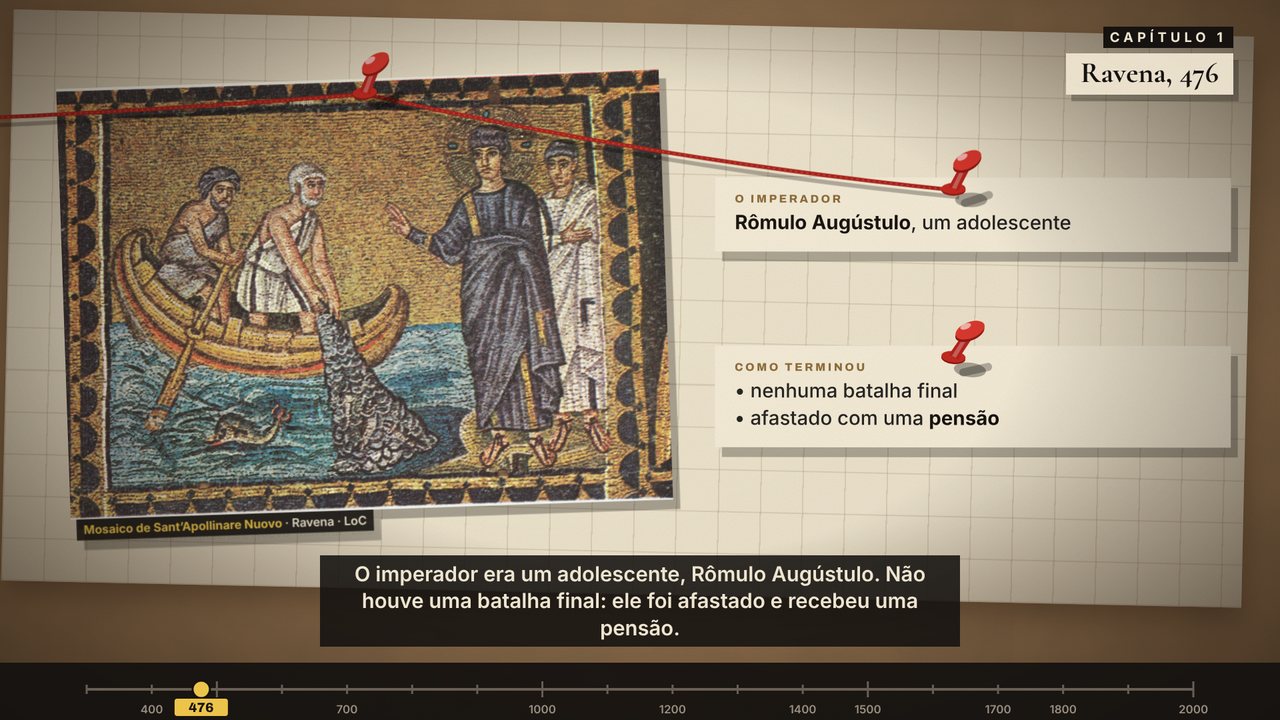 CAPÍTULO 1
Ravena, 476
O IMPERADOR
Rômulo Augústulo, um adolescente
COMO TERMINOU
• nenhuma batalha final
• afastado com uma pensão
Mosaico de Sant'Apollinare Nuovo · Ravena · LoC
O imperador era um adolescente, Rômulo Augústulo. Não
houve uma batalha final: ele foi afastado e recebeu uma
pensão.
400 476 700 1000 1200 1400 1500 1700 1800 2000